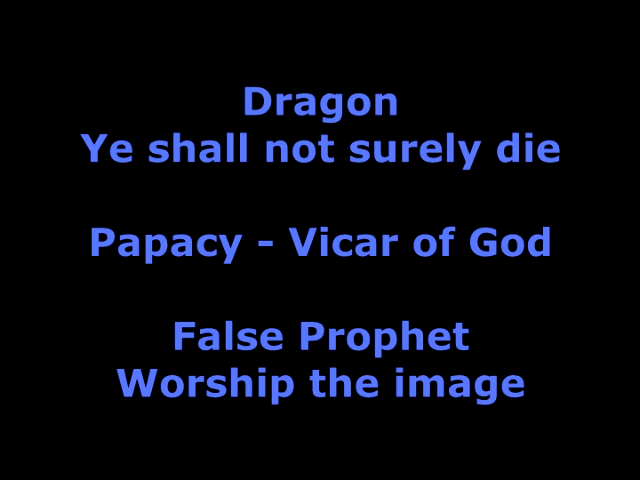 Dragon
Ye shall not surely die
Papacy - Vicar of God
False Prophet
Worship the image